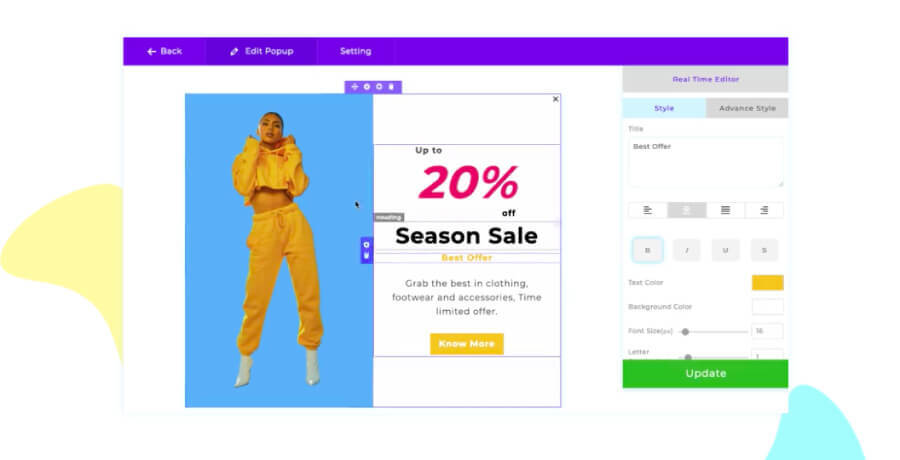 Back
Edit Popup
Setting
Up to
20%
off
heading
Season Sale
Best Offer
Grab the best in clothing,
footwear and accessories, Time
limited offer.
Know More
Real Time Editor
Style
Advance Style
Title
Best Offer
B I U S
Text Color
Background Color
Font Size(px)
16
Letter
1
Update